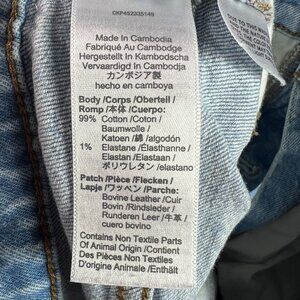 CKP452335149
Made In Cambodia
Fabriqué Au Cambodge
Hergestellt In Kambodscha
Vervaardigd In Cambodja
カンボジア製
hecho en camboya
Body /Corps /Oberteil /
Romp /本体 /Cuerpo:
99% Cotton /Coton /
Baumwolle /
Katoen /綿 /algodón
1% Elastane /Élasthanne /
Elastan /Elastaan /
ポリウレタン /elastano
Patch /Pièce /Flecken /
Lapje /ワッペン /Parche:
Bovine Leather /Cuir
Bovin /Rindsleder /
Runderen Leer /牛革 /
cuero bovino
Contains Non Textile Parts
Of Animal Origin /Contient
Des Pièces Non Textiles
D'origine Animale /Enthält